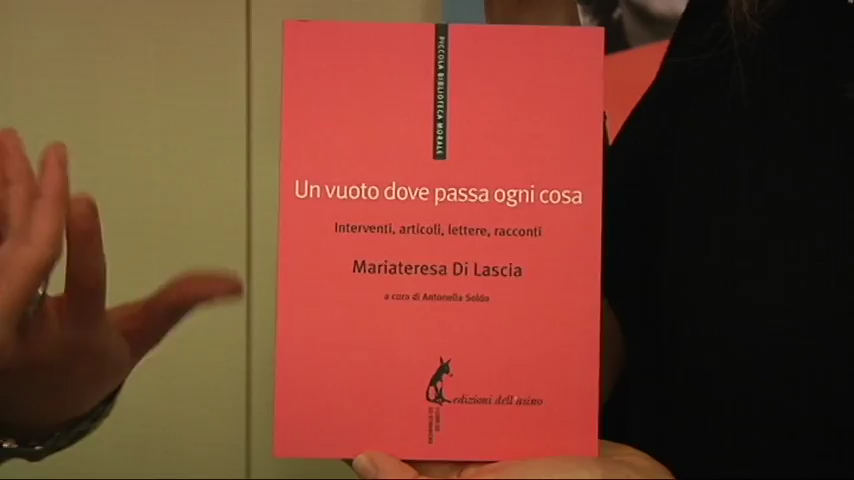 PICCOLA BIBLIOTECA MORALE
Un vuoto dove passa ogni cosa
Interventi, articoli, lettere, racconti
Mariateresa Di Lascia
a cura di Antonella Soldo
edizioni dell'asino